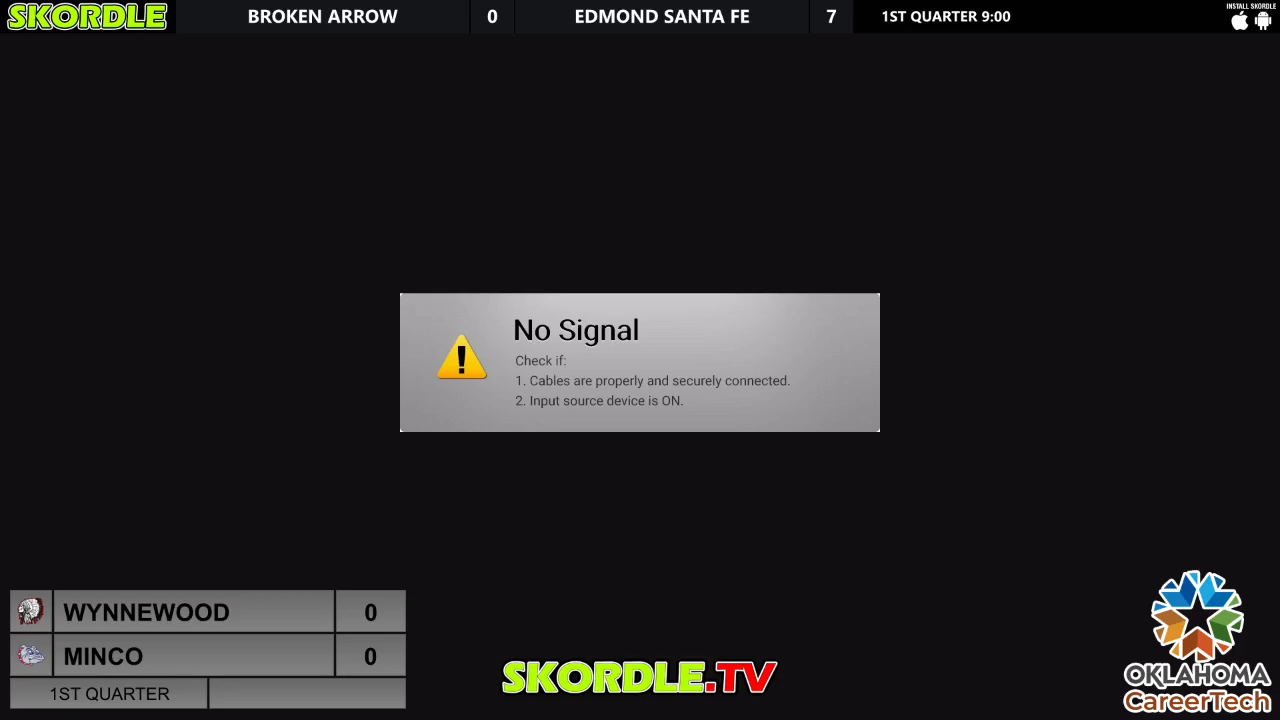 SKORDLE BROKEN ARROW 0 EDMOND SANTA FE 7 1ST QUARTER 9:00 INSTALL SKORDLE
No Signal
Check if:
1. Cables are properly and securely connected.
2. Input source device is ON.
WYNNEWOOD 0
MINCO 0
1ST QUARTER
SKORDLE.TV
OKLAHOMA
CareerTech